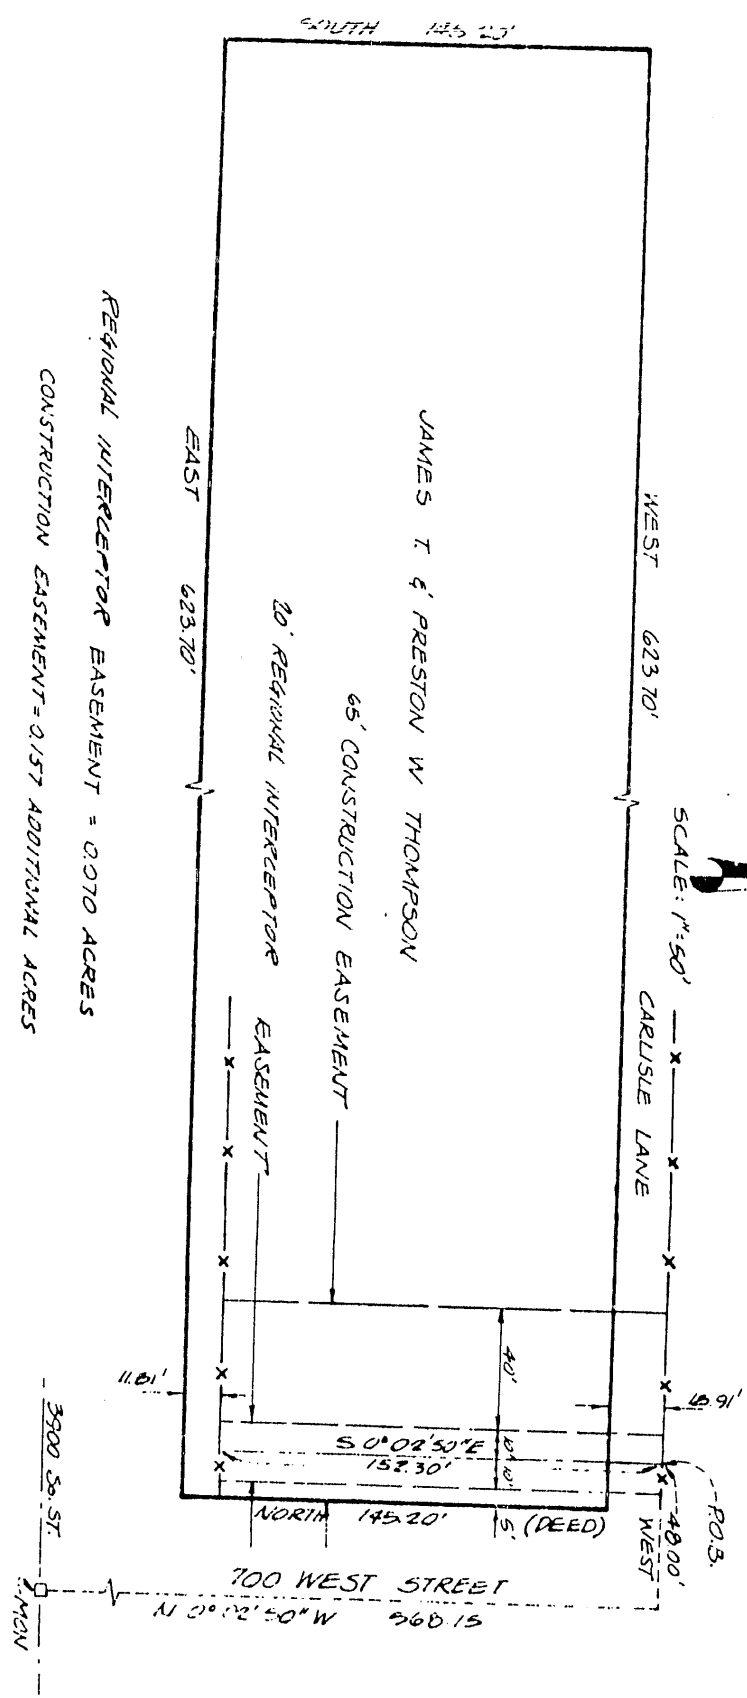 SOUTH 145.20'
WEST 623.70'
SCALE: 1"=50'
CARLISLE LANE
JAMES T. & PRESTON W THOMPSON
65' CONSTRUCTION EASEMENT
20' REGIONAL INTERCEPTOR
EASEMENT
EAST 623.70'
REGIONAL INTERCEPTOR EASEMENT = 0.070 ACRES
CONSTRUCTION EASEMENT = 0.157 ADDITIONAL ACRES
40'
11.81'
18.91'
S 0°02'50"E
152.30'
10' 10'
P.O.B.
48.00'
WEST
NORTH 145.20' (DEED)
5'
3900 So. ST.
700 WEST STREET
N 0°02'50"W 568.15
MON